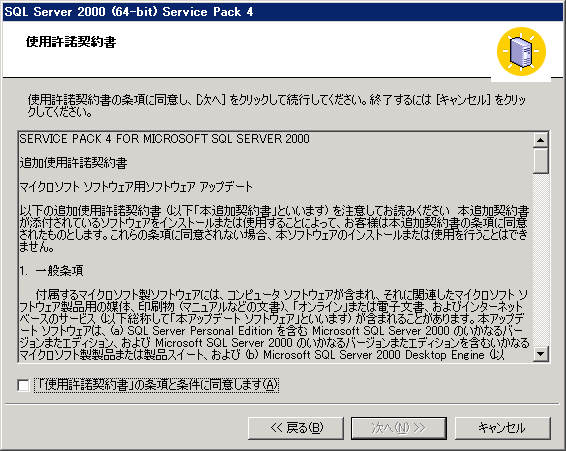 SQL Server 2000 (64-bit) Service Pack 4
使用許諾契約書
使用許諾契約書の条項に同意し、[次へ] をクリックして続行してください。終了するには [キャンセル] をクリッ
クしてください。
SERVICE PACK 4 FOR MICROSOFT SQL SERVER 2000
追加使用許諾契約書
マイクロソフト ソフトウェア用ソフトウェア アップデート
以下の追加使用許諾契約書 (以下「本追加契約書」といいます) を注意してお読みください　本追加契約書
が添付されているソフトウェアをインストールまたは使用することによって、お客様は本追加契約書の条項に同意
されたものとします。これらの条項に同意されない場合、本ソフトウェアのインストールまたは使用を行うことはでき
ません。
1. 一般条項
付属するマイクロソフト製ソフトウェアには、コンピュータ ソフトウェアが含まれ、それに関連したマイクロソフト ソ
フトウェア製品用の媒体、印刷物 (マニュアルなどの文書)、「オンライン」または電子文書、およびインターネット
ベースのサービス (以下総称して「本アップデート ソフトウェア」といいます) が含まれることがあります。本アップデ
ート ソフトウェアは、(a) SQL Server Personal Edition を含む Microsoft SQL Server 2000 のいかなるバー
ジョンまたエディション、および Microsoft SQL Server 2000 のいかなるバージョンまたエディションを含むいかなる
マイクロソフト製製品または製品スイート、および (b) Microsoft SQL Server 2000 Desktop Engine (以
「使用許諾契約書」の条項と条件に同意します(A)
<< 戻る(B)
次へ(N) >>
キャンセル